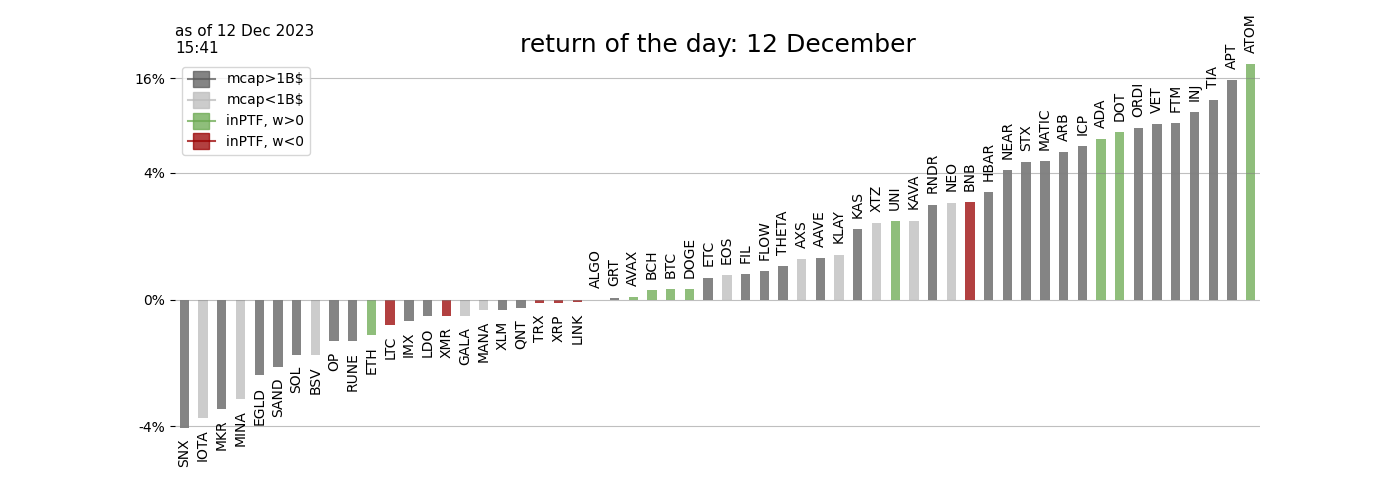 as of 12 Dec 2023
15:41
return of the day: 12 December
mcap>1B$
mcap<1B$
inPTF, w>0
inPTF, w<0
16%
4%
0%
-4%
SNX
IOTA
MKR
MINA
EGLD
SAND
SOL
BSV
OP
RUNE
ETH
LTC
IMX
LDO
XMR
GALA
MANA
XLM
QNT
TRX
XRP
LINK
ALGO
GRT
AVAX
BCH
BTC
DOGE
ETC
EOS
FIL
FLOW
THETA
AXS
AAVE
KLAY
KAS
XTZ
UNI
KAVA
RNDR
NEO
BNB
HBAR
NEAR
STX
MATIC
ARB
ICP
ADA
DOT
ORDI
VET
FTM
INJ
TIA
APT
ATOM